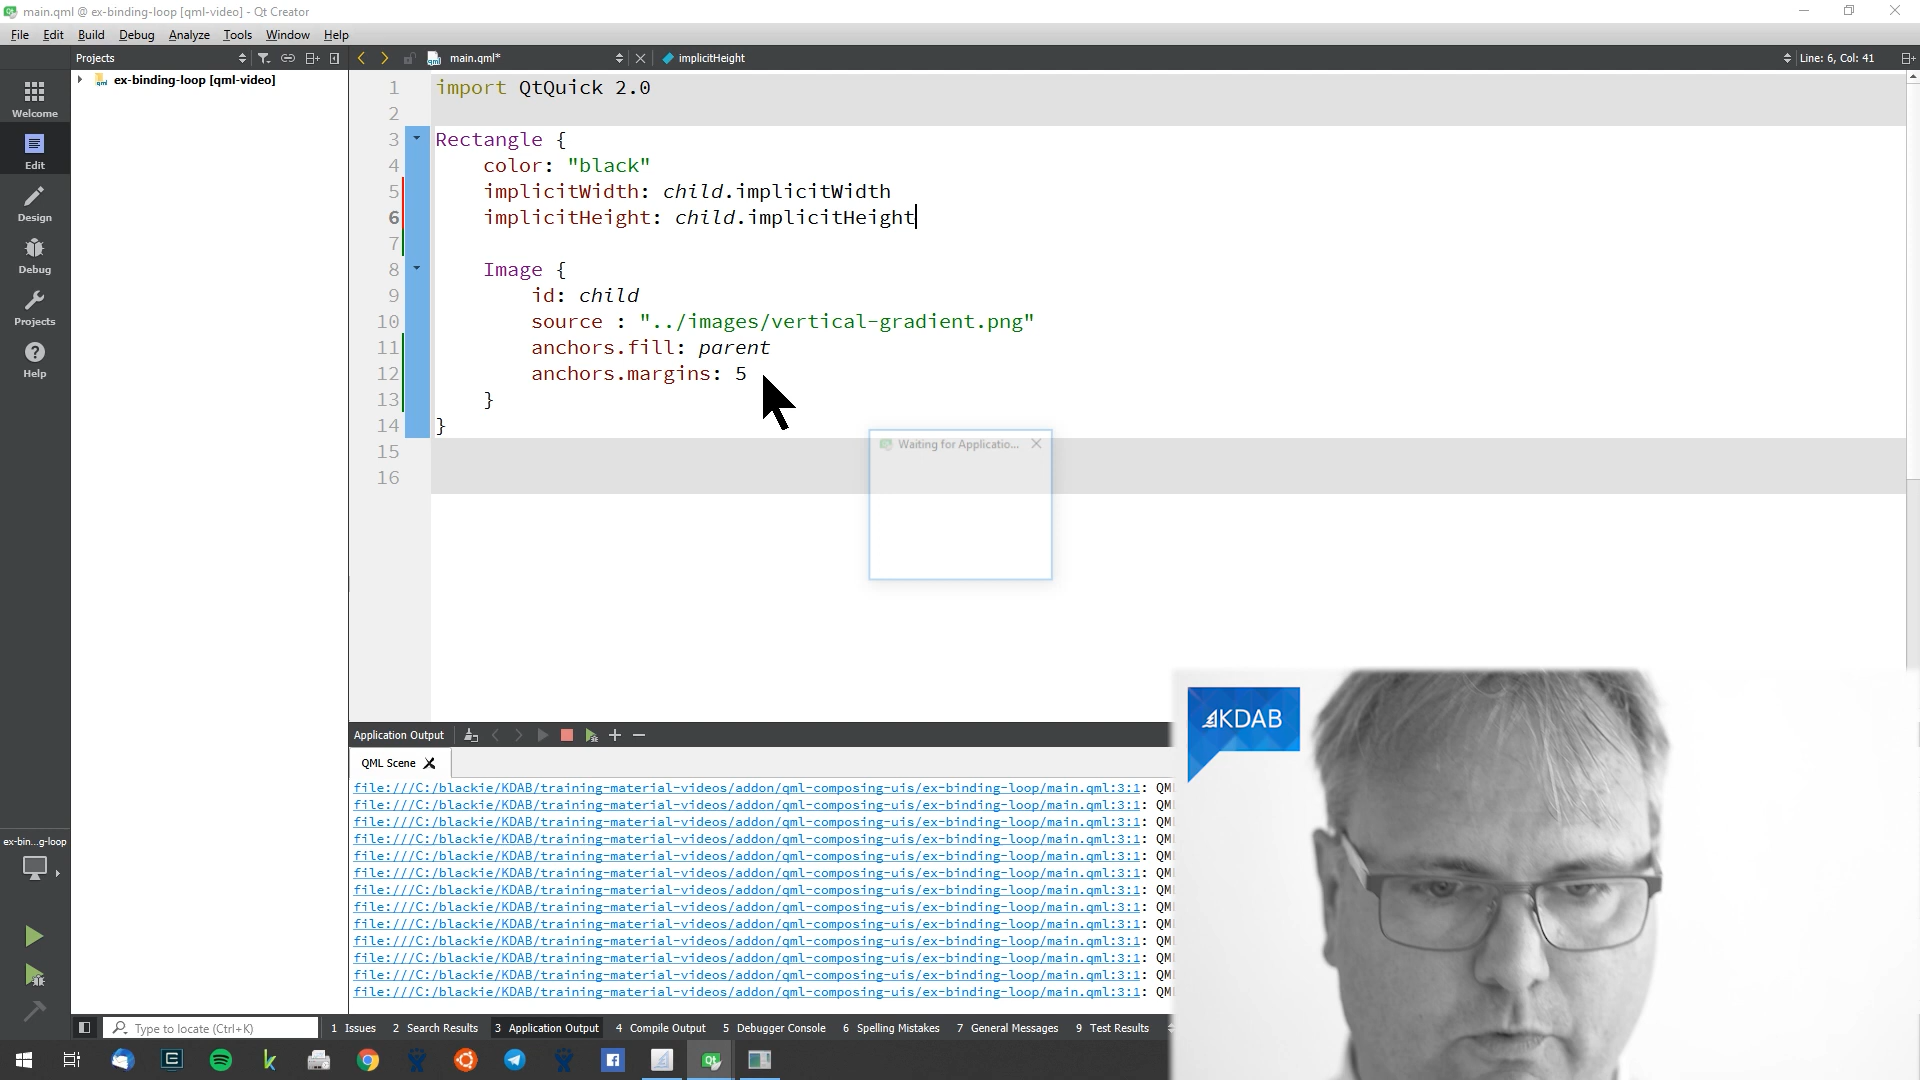 main.qml @ ex-binding-loop [qml-video] - Qt Creator
File Edit Build Debug Analyze Tools Window Help
Projects
main.qml*
implicitHeight
Line: 6, Col: 41
ex-binding-loop [qml-video]
Welcome
Edit
Design
Debug
Projects
Help
1 import QtQuick 2.0
2
3 Rectangle {
4 color: "black"
5 implicitWidth: child.implicitWidth
6 implicitHeight: child.implicitHeight
7
8 Image {
9 id: child
10 source : "../images/vertical-gradient.png"
11 anchors.fill: parent
12 anchors.margins: 5
13 }
14 }
15
16
Waiting for Applicatio...
KDAB
Application Output
QML Scene
file:///C:/blackie/KDAB/training-material-videos/addon/qml-composing-uis/ex-binding-loop/main.qml:3:1: QM
file:///C:/blackie/KDAB/training-material-videos/addon/qml-composing-uis/ex-binding-loop/main.qml:3:1: QM
file:///C:/blackie/KDAB/training-material-videos/addon/qml-composing-uis/ex-binding-loop/main.qml:3:1: QM
file:///C:/blackie/KDAB/training-material-videos/addon/qml-composing-uis/ex-binding-loop/main.qml:3:1: QM
file:///C:/blackie/KDAB/training-material-videos/addon/qml-composing-uis/ex-binding-loop/main.qml:3:1: QM
file:///C:/blackie/KDAB/training-material-videos/addon/qml-composing-uis/ex-binding-loop/main.qml:3:1: QM
file:///C:/blackie/KDAB/training-material-videos/addon/qml-composing-uis/ex-binding-loop/main.qml:3:1: QM
file:///C:/blackie/KDAB/training-material-videos/addon/qml-composing-uis/ex-binding-loop/main.qml:3:1: QM
file:///C:/blackie/KDAB/training-material-videos/addon/qml-composing-uis/ex-binding-loop/main.qml:3:1: QM
file:///C:/blackie/KDAB/training-material-videos/addon/qml-composing-uis/ex-binding-loop/main.qml:3:1: QM
file:///C:/blackie/KDAB/training-material-videos/addon/qml-composing-uis/ex-binding-loop/main.qml:3:1: QM
file:///C:/blackie/KDAB/training-material-videos/addon/qml-composing-uis/ex-binding-loop/main.qml:3:1: QM
file:///C:/blackie/KDAB/training-material-videos/addon/qml-composing-uis/ex-binding-loop/main.qml:3:1: QM
ex-bin...g-loop
Type to locate (Ctrl+K)
1 Issues 2 Search Results 3 Application Output 4 Compile Output 5 Debugger Console 6 Spelling Mistakes 7 General Messages 9 Test Results